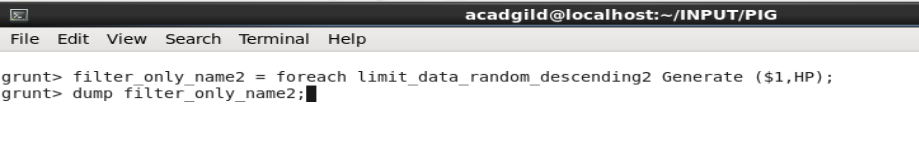 acadgild@localhost:~/INPUT/PIG
File Edit View Search Terminal Help
grunt> filter_only_name2 = foreach limit_data_random_descending2 Generate ($1,HP);
grunt> dump filter_only_name2;